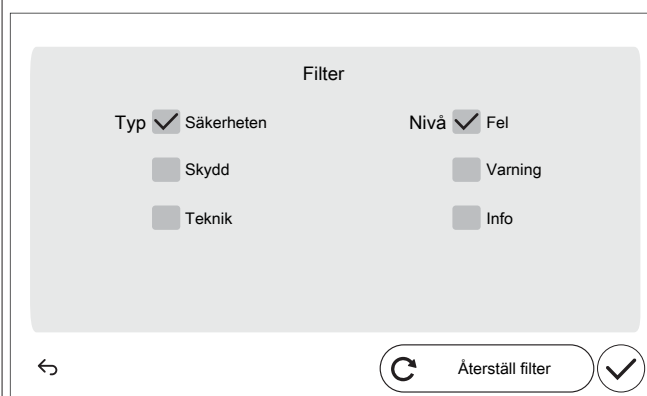 Filter
Typ Säkerheten Nivå Fel
Skydd Varning
Teknik Info
Återställ filter